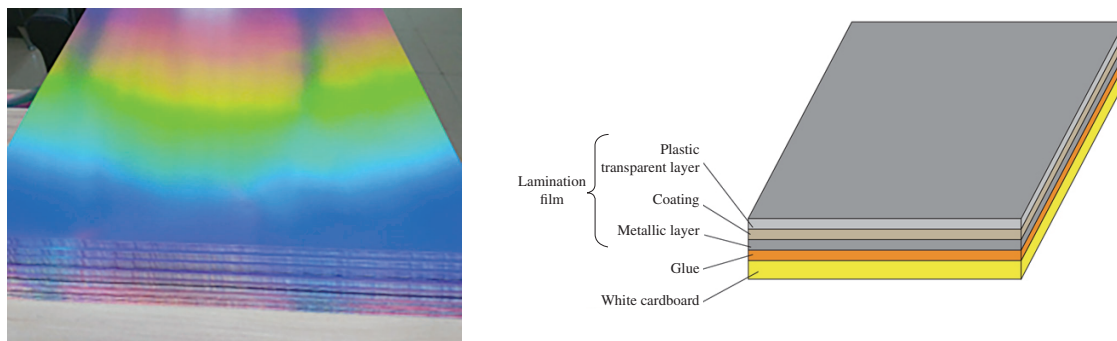 Plastic
transparent layer
Lamination
film
Coating
Metallic layer
Glue
White cardboard